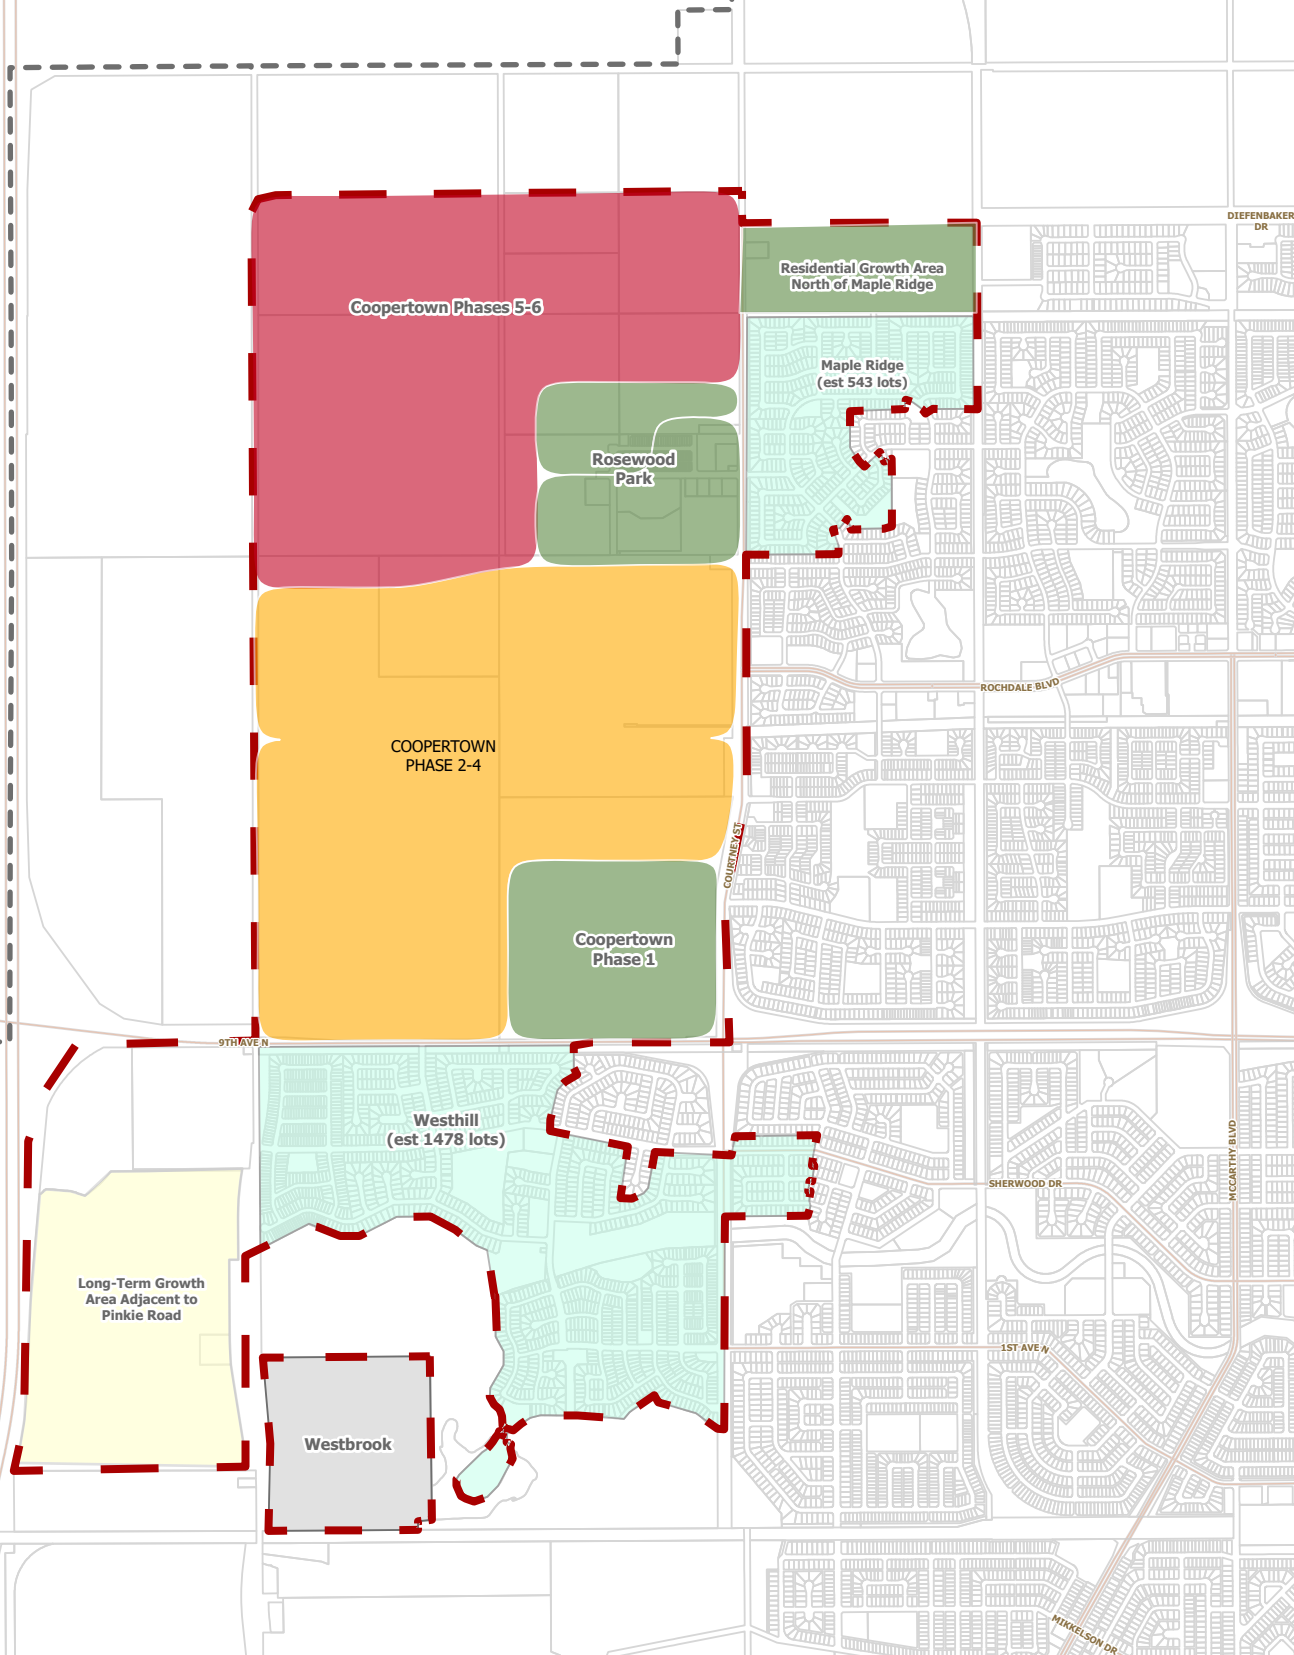 DIEFENBAKER
DR
Residential Growth Area
North of Maple Ridge
Coopertown Phases 5-6
Maple Ridge
(est 543 lots)
Rosewood
Park
ROCHDALE BLVD
COOPERTOWN
PHASE 2-4
COURTNEY ST
Coopertown
Phase 1
9TH AVE N
Westhill
(est 1478 lots)
MCCARTHY BLVD
SHERWOOD DR
Long-Term Growth
Area Adjacent to
Pinkie Road
1ST AVE N
Westbrook
MIKKELSON DR